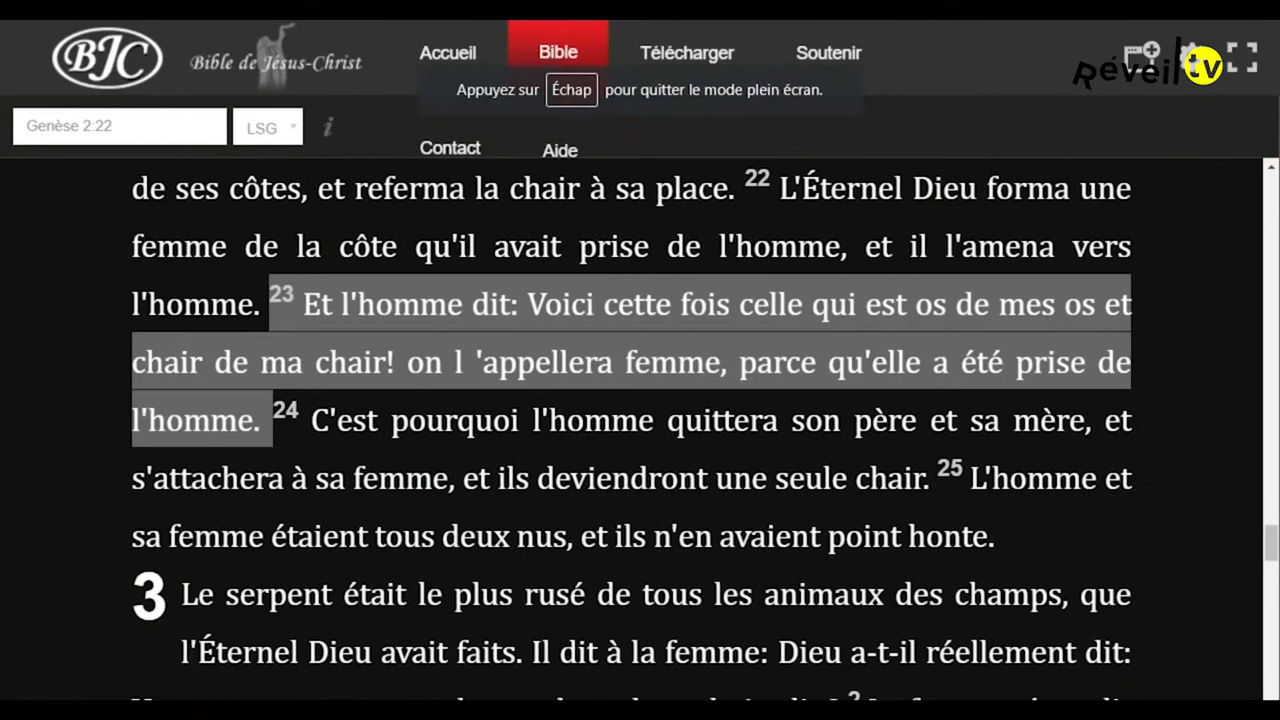 BJC
Bible de Jésus-Christ
Accueil
Bible
Télécharger
Soutenir
Réveil tv
Appuyez sur Échap pour quitter le mode plein écran.
Genèse 2:22
LSG
i
Contact
Aide
de ses côtes, et referma la chair à sa place. 22 L'Éternel Dieu forma une
femme de la côte qu'il avait prise de l'homme, et il l'amena vers
l'homme. 23 Et l'homme dit: Voici cette fois celle qui est os de mes os et
chair de ma chair! on l 'appellera femme, parce qu'elle a été prise de
l'homme. 24 C'est pourquoi l'homme quittera son père et sa mère, et
s'attachera à sa femme, et ils deviendront une seule chair. 25 L'homme et
sa femme étaient tous deux nus, et ils n'en avaient point honte.
3 Le serpent était le plus rusé de tous les animaux des champs, que
l'Éternel Dieu avait faits. Il dit à la femme: Dieu a-t-il réellement dit: